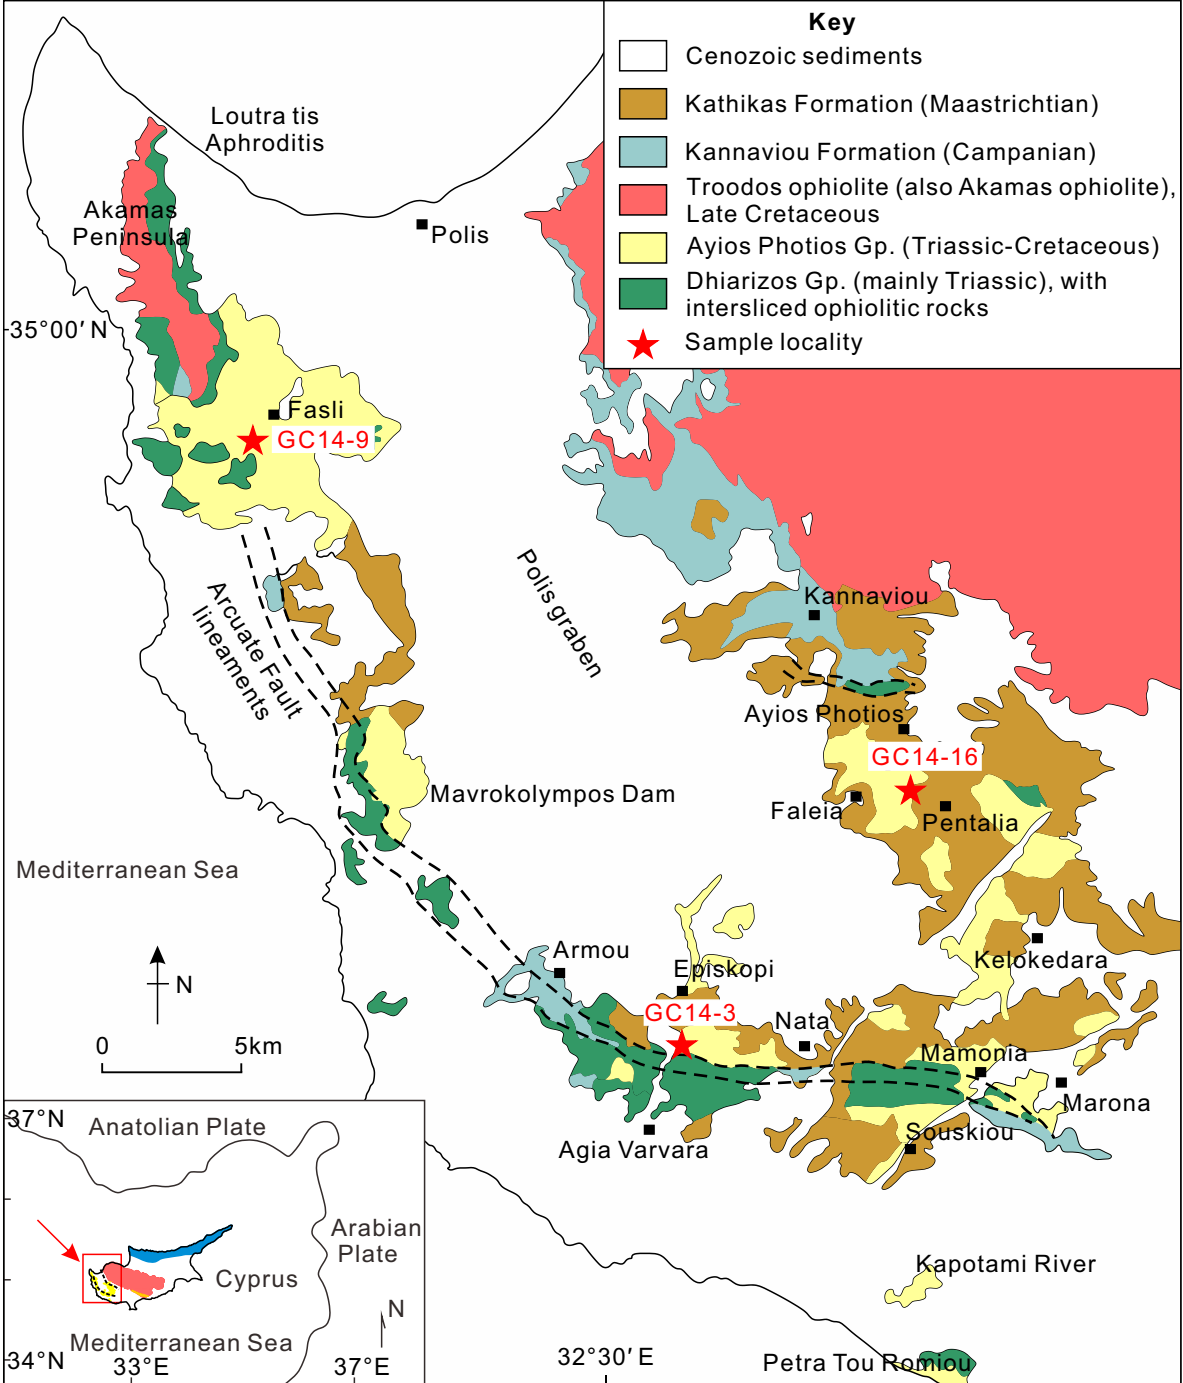 Key
Cenozoic sediments
Kathikas Formation (Maastrichtian)
Kannaviou Formation (Campanian)
Troodos ophiolite (also Akamas ophiolite),
Late Cretaceous
Ayios Photios Gp. (Triassic-Cretaceous)
Dhiarizos Gp. (mainly Triassic), with
intersliced ophiolitic rocks
Sample locality
Loutra tis
Aphroditis
Akamas
Peninsula
Polis
35°00′ N
Fasli
GC14-9
Polis graben
Arcuate Fault
lineaments
Kannaviou
Ayios Photios
GC14-16
Faleia
Pentalia
Mavrokolympos Dam
Mediterranean Sea
Armou
Episkopi
Kelokedara
N
GC14-3
Nata
0
5km
Mamonia
Marona
Agia Varvara
Souskiou
37°N
Anatolian Plate
Arabian
Plate
Cyprus
N
Mediterranean Sea
34°N
33°E
37°E
Kapotami River
32°30′ E
Petra Tou Romiou